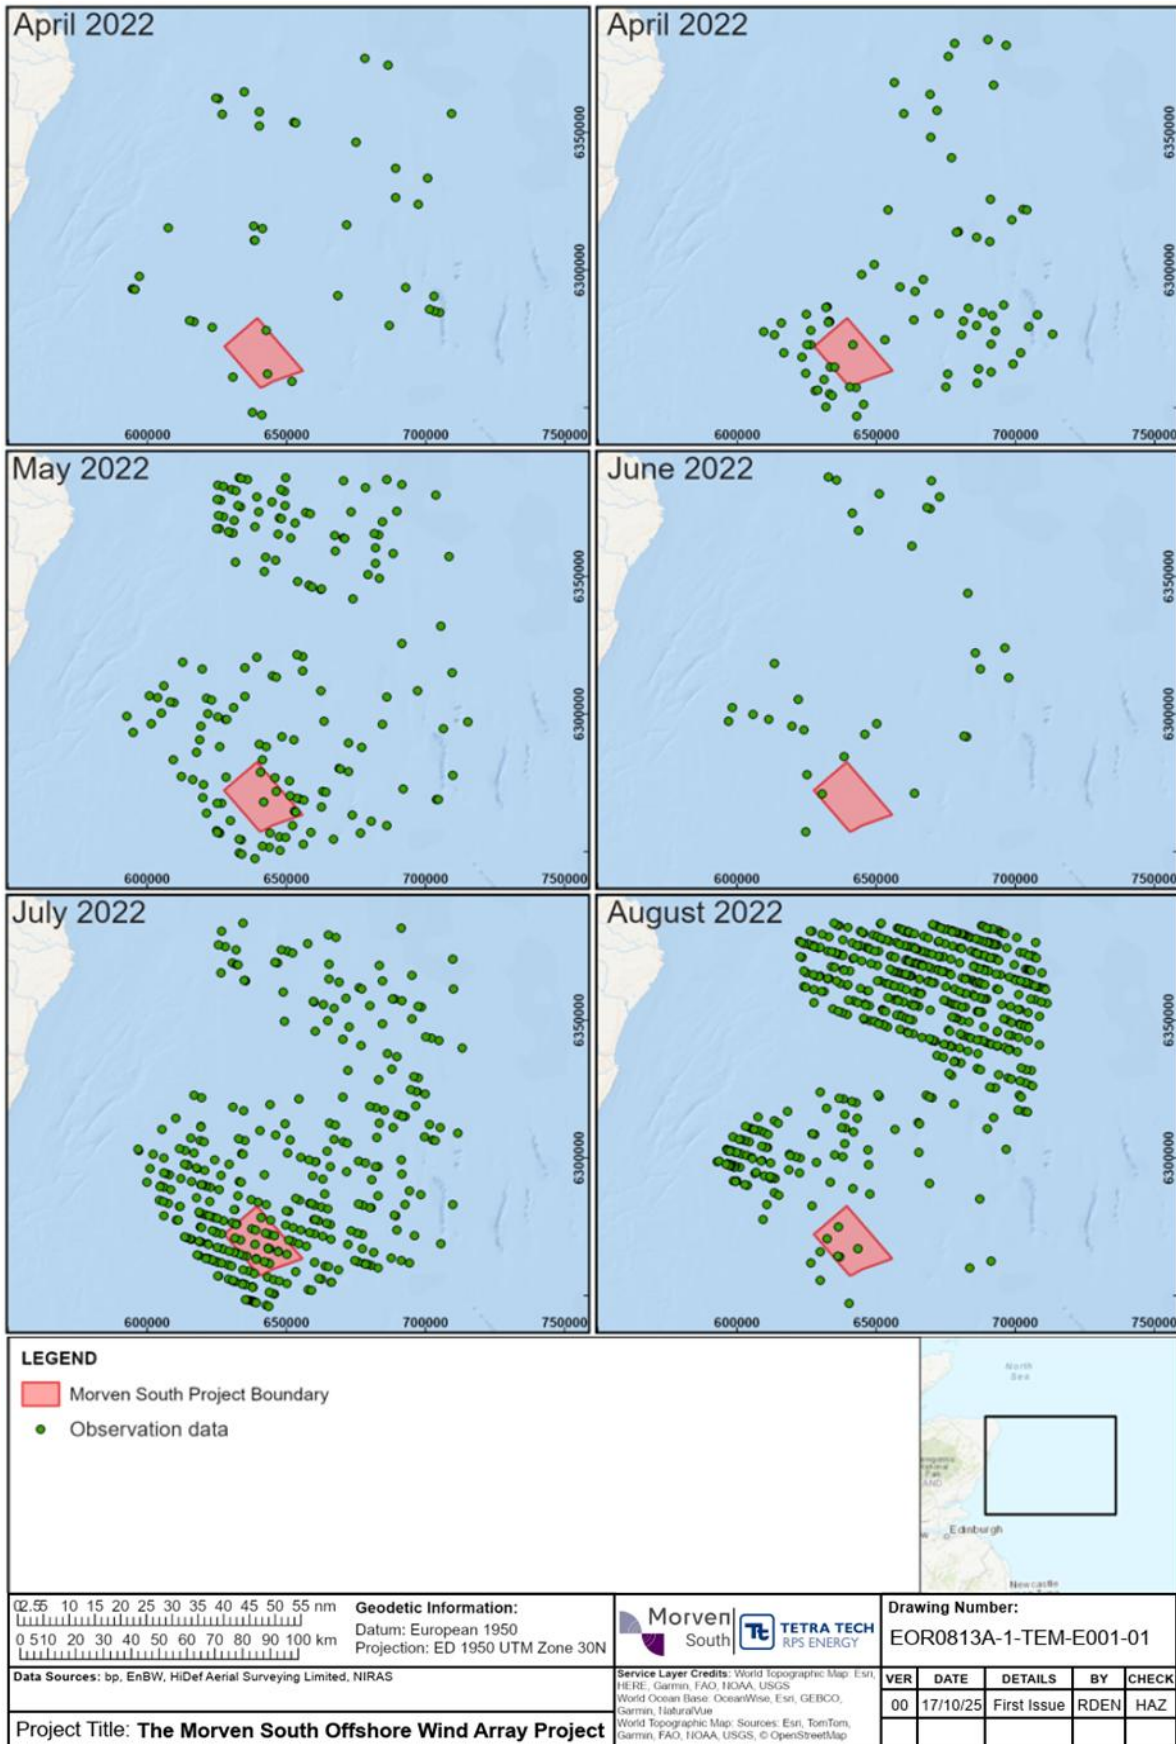 April 2022
6350000
6300000
600000 650000 700000 750000
April 2022
6350000
6300000
600000 650000 700000 750000
May 2022
6350000
6300000
600000 650000 700000 750000
June 2022
6350000
6300000
600000 650000 700000 750000
July 2022
6350000
6300000
600000 650000 700000 750000
August 2022
6350000
6300000
600000 650000 700000 750000
LEGEND
Morven South Project Boundary
Observation data
North
Sea
Edinburgh
Newcastle
0 2.5 5 10 15 20 25 30 35 40 45 50 55 nm
0 5 10 20 30 40 50 60 70 80 90 100 km
Geodetic Information:
Datum: European 1950
Projection: ED 1950 UTM Zone 30N
Data Sources: bp, EnBW, HiDef Aerial Surveying Limited, NIRAS
Project Title: The Morven South Offshore Wind Array Project
Morven
South
Tt
TETRA TECH
RPS ENERGY
Service Layer Credits: World Topographic Map: Esri,
HERE, Garmin, FAO, NOAA, USGS
World Ocean Base: OceanWise, Esri, GEBCO,
Garmin, NaturalVue
World Topographic Map: Sources: Esri, TomTom,
Garmin, FAO, NOAA, USGS, © OpenStreetMap
Drawing Number:
EOR0813A-1-TEM-E001-01
VER DATE DETAILS BY CHECK
00 17/10/25 First Issue RDEN HAZ